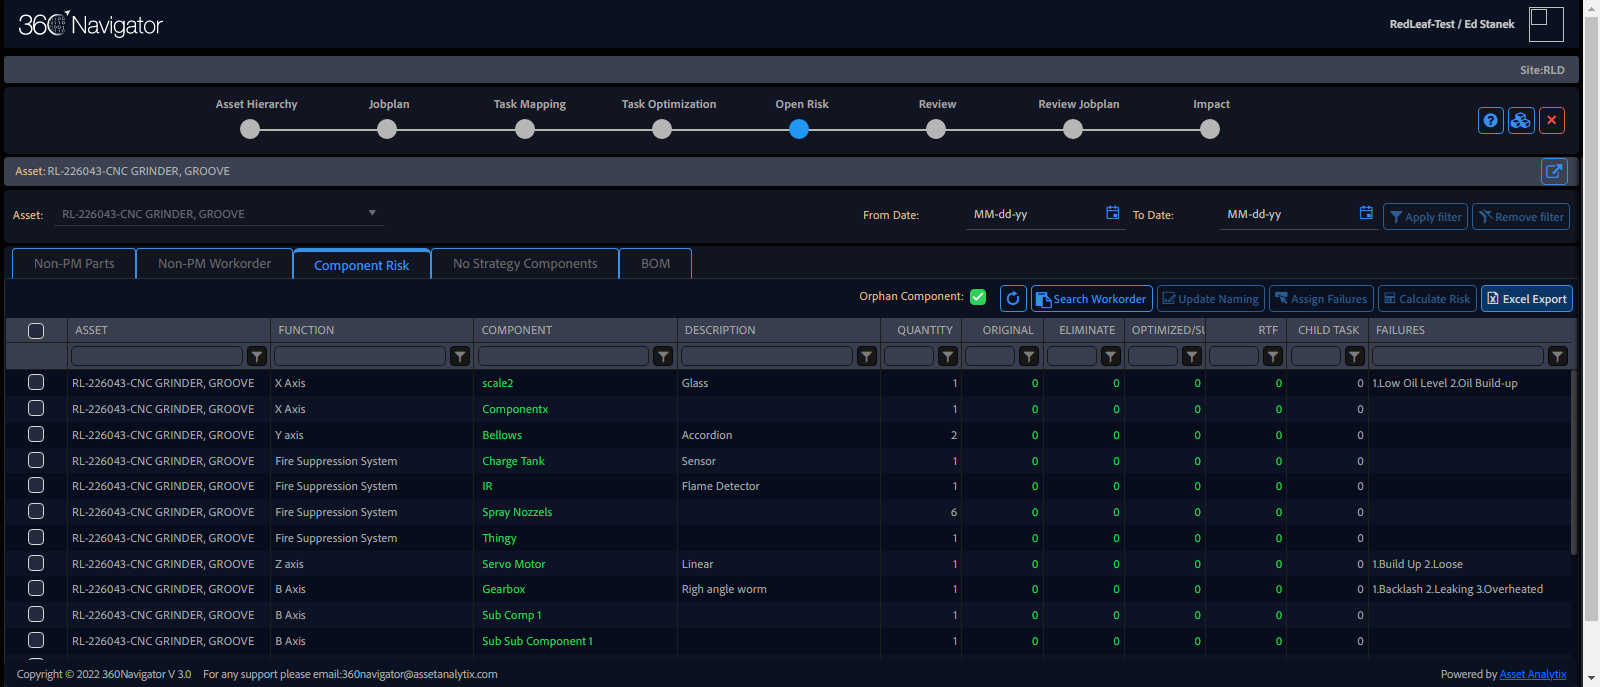 360 Navigator
RedLeaf-Test / Ed Stanek
Site:RLD
Asset Hierarchy Jobplan Task Mapping Task Optimization Open Risk Review Review Jobplan Impact
Asset: RL-226043-CNC GRINDER, GROOVE
Asset: RL-226043-CNC GRINDER, GROOVE From Date: MM-dd-yy To Date: MM-dd-yy Apply filter Remove filter
Non-PM Parts Non-PM Workorder Component Risk No Strategy Components BOM
Orphan Component: Search Workorder Update Naming Assign Failures Calculate Risk Excel Export
ASSET FUNCTION COMPONENT DESCRIPTION QUANTITY ORIGINAL ELIMINATE OPTIMIZED/SU RTF CHILD TASK FAILURES
RL-226043-CNC GRINDER, GROOVE X Axis scale2 Glass 1 0 0 0 0 0 1.Low Oil Level 2.Oil Build-up
RL-226043-CNC GRINDER, GROOVE X Axis Componentx 1 0 0 0 0 0
RL-226043-CNC GRINDER, GROOVE Y axis Bellows Accordion 2 0 0 0 0 0
RL-226043-CNC GRINDER, GROOVE Fire Suppression System Charge Tank Sensor 1 0 0 0 0 0
RL-226043-CNC GRINDER, GROOVE Fire Suppression System IR Flame Detector 1 0 0 0 0 0
RL-226043-CNC GRINDER, GROOVE Fire Suppression System Spray Nozzels 6 0 0 0 0 0
RL-226043-CNC GRINDER, GROOVE Fire Suppression System Thingy 1 0 0 0 0 0
RL-226043-CNC GRINDER, GROOVE Z axis Servo Motor Linear 1 0 0 0 0 0 1.Build Up 2.Loose
RL-226043-CNC GRINDER, GROOVE B Axis Gearbox Righ angle worm 1 0 0 0 0 0 1.Backlash 2.Leaking 3.Overheated
RL-226043-CNC GRINDER, GROOVE B Axis Sub Comp 1 1 0 0 0 0 0
RL-226043-CNC GRINDER, GROOVE B Axis Sub Sub Component 1 1 0 0 0 0 0
Copyright © 2022 360Navigator V 3.0 For any support please email:360navigator@assetanalytix.com Powered by Asset Analytix